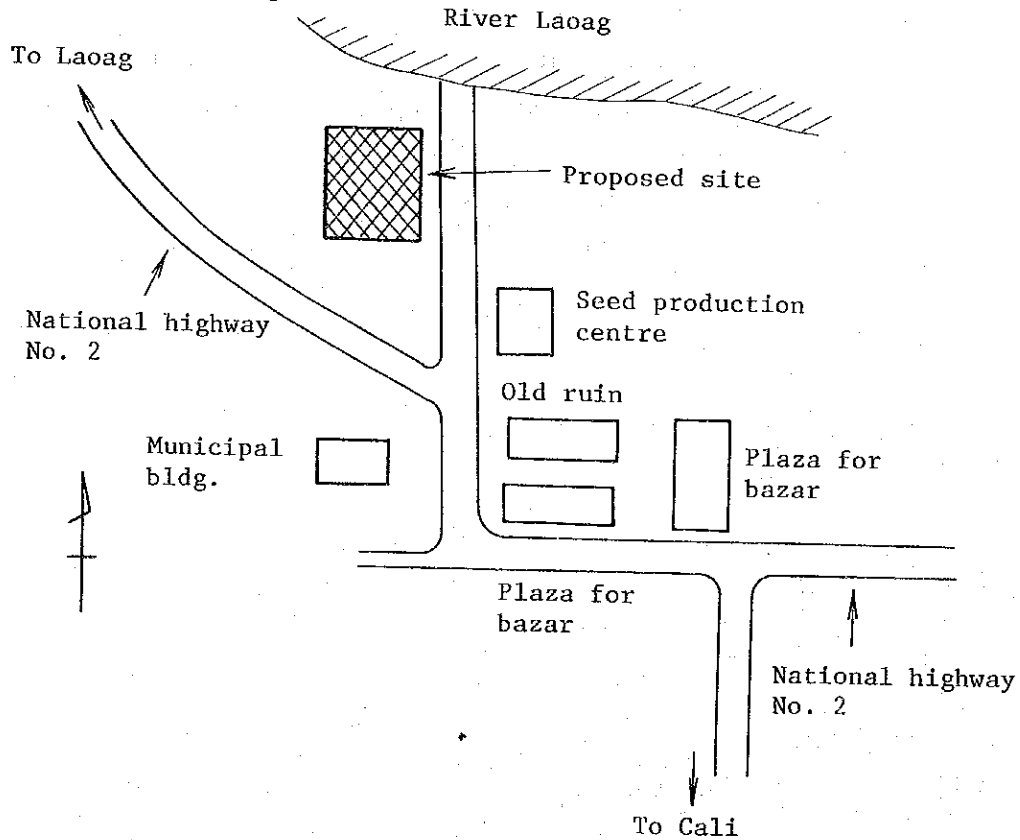 River Laoag
To Laoag
Proposed site
National highway
No. 2
Seed production
centre
Old ruin
Municipal
bldg.
Plaza for
bazar
Plaza for
bazar
National highway
No. 2
To Cali